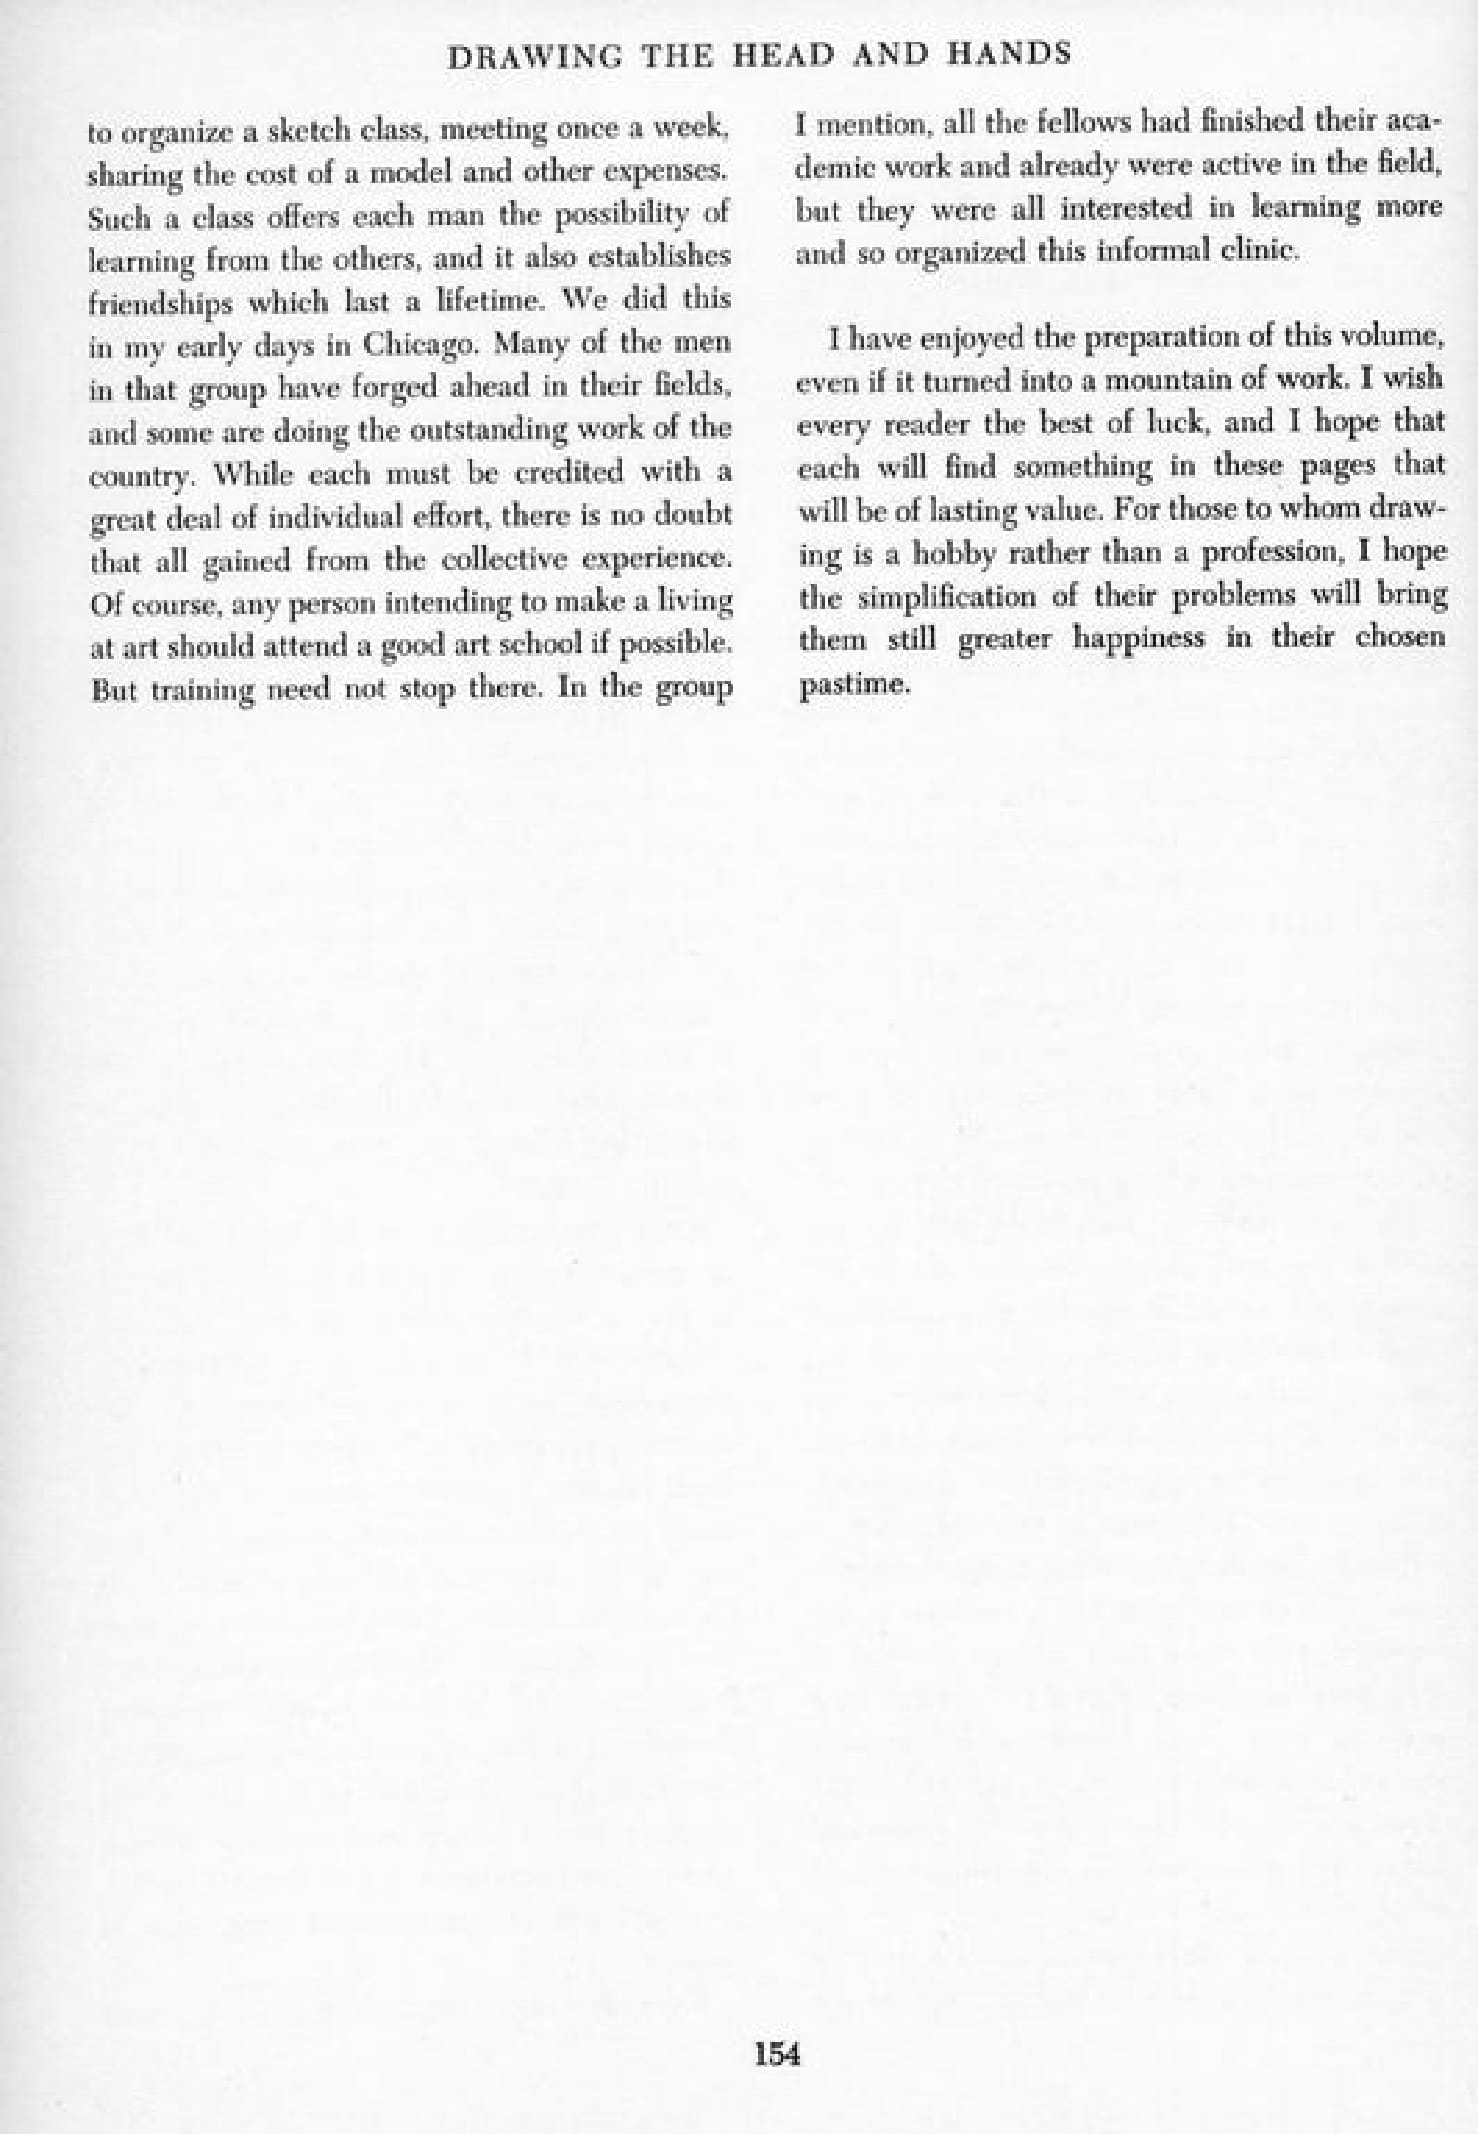 DRAWING THE HEAD AND HANDS
to organize a sketch class, meeting once a week,
sharing the cost of a model and other expenses.
Such a class offers each man the possibility of
learning from the others, and it also establishes
friendships which last a lifetime. We did this
in my early days in Chicago. Many of the men
in that group have forged ahead in their fields,
and some are doing the outstanding work of the
country. While each must be credited with a
great deal of individual effort, there is no doubt
that all gained from the collective experience.
Of course, any person intending to make a living
at art should attend a good art school if possible.
But training need not stop there. In the group
I mention, all the fellows had finished their aca-
demic work and already were active in the field,
but they were all interested in learning more
and so organized this informal clinic.
I have enjoyed the preparation of this volume,
even if it turned into a mountain of work. I wish
every reader the best of luck, and I hope that
each will find something in these pages that
will be of lasting value. For those to whom draw-
ing is a hobby rather than a profession, I hope
the simplification of their problems will bring
them still greater happiness in their chosen
pastime.
154